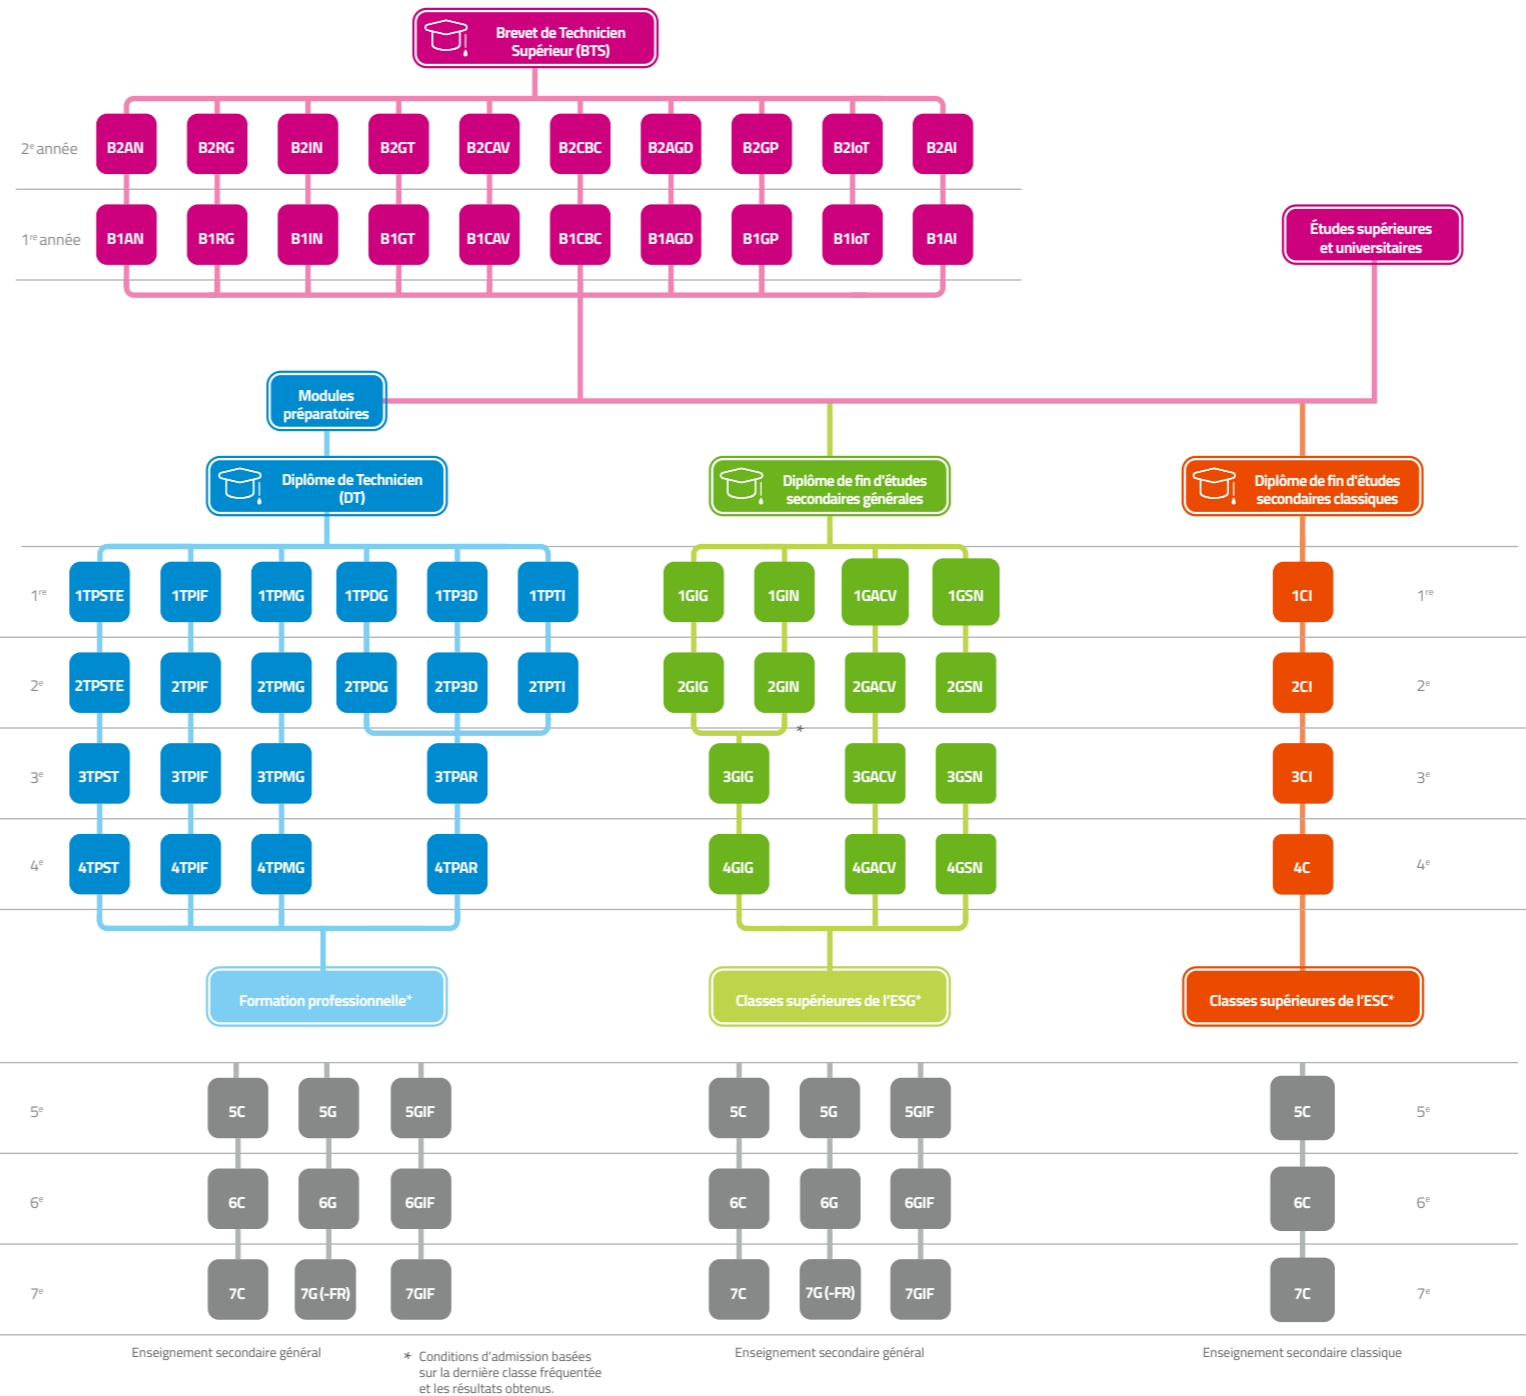 Brevet de Technicien
Supérieur (BTS)
2e année
B2AN B2RG B2IN B2GT B2CAV B2CBC B2AGD B2GP B2IoT B2AI
1re année
B1AN B1RG B1IN B1GT B1CAV B1CBC B1AGD B1GP B1IoT B1AI
Études supérieures
et universitaires
Modules
préparatoires
Diplôme de Technicien
(DT)
Diplôme de fin d'études
secondaires générales
Diplôme de fin d'études
secondaires classiques
1re 1TPSTE 1TPIF 1TPMG 1TPDG 1TP3D 1TPTI 1GIG 1GIN 1GACV 1GSN 1CI 1re
2e 2TPSTE 2TPIF 2TPMG 2TPDG 2TP3D 2TPTI 2GIG 2GIN 2GACV 2GSN 2CI 2e
*
3e 3TPST 3TPIF 3TPMG 3TPAR 3GIG 3GACV 3GSN 3CI 3e
4e 4TPST 4TPIF 4TPMG 4TPAR 4GIG 4GACV 4GSN 4C 4e
Formation professionnelle*
Classes supérieures de l'ESG*
Classes supérieures de l'ESC*
5e 5C 5G 5GIF 5C 5G 5GIF 5C 5e
6e 6C 6G 6GIF 6C 6G 6GIF 6C 6e
7e 7C 7G (-FR) 7GIF 7C 7G (-FR) 7GIF 7C 7e
Enseignement secondaire général
* Conditions d'admission basées
sur la dernière classe fréquentée
et les résultats obtenus.
Enseignement secondaire général
Enseignement secondaire classique